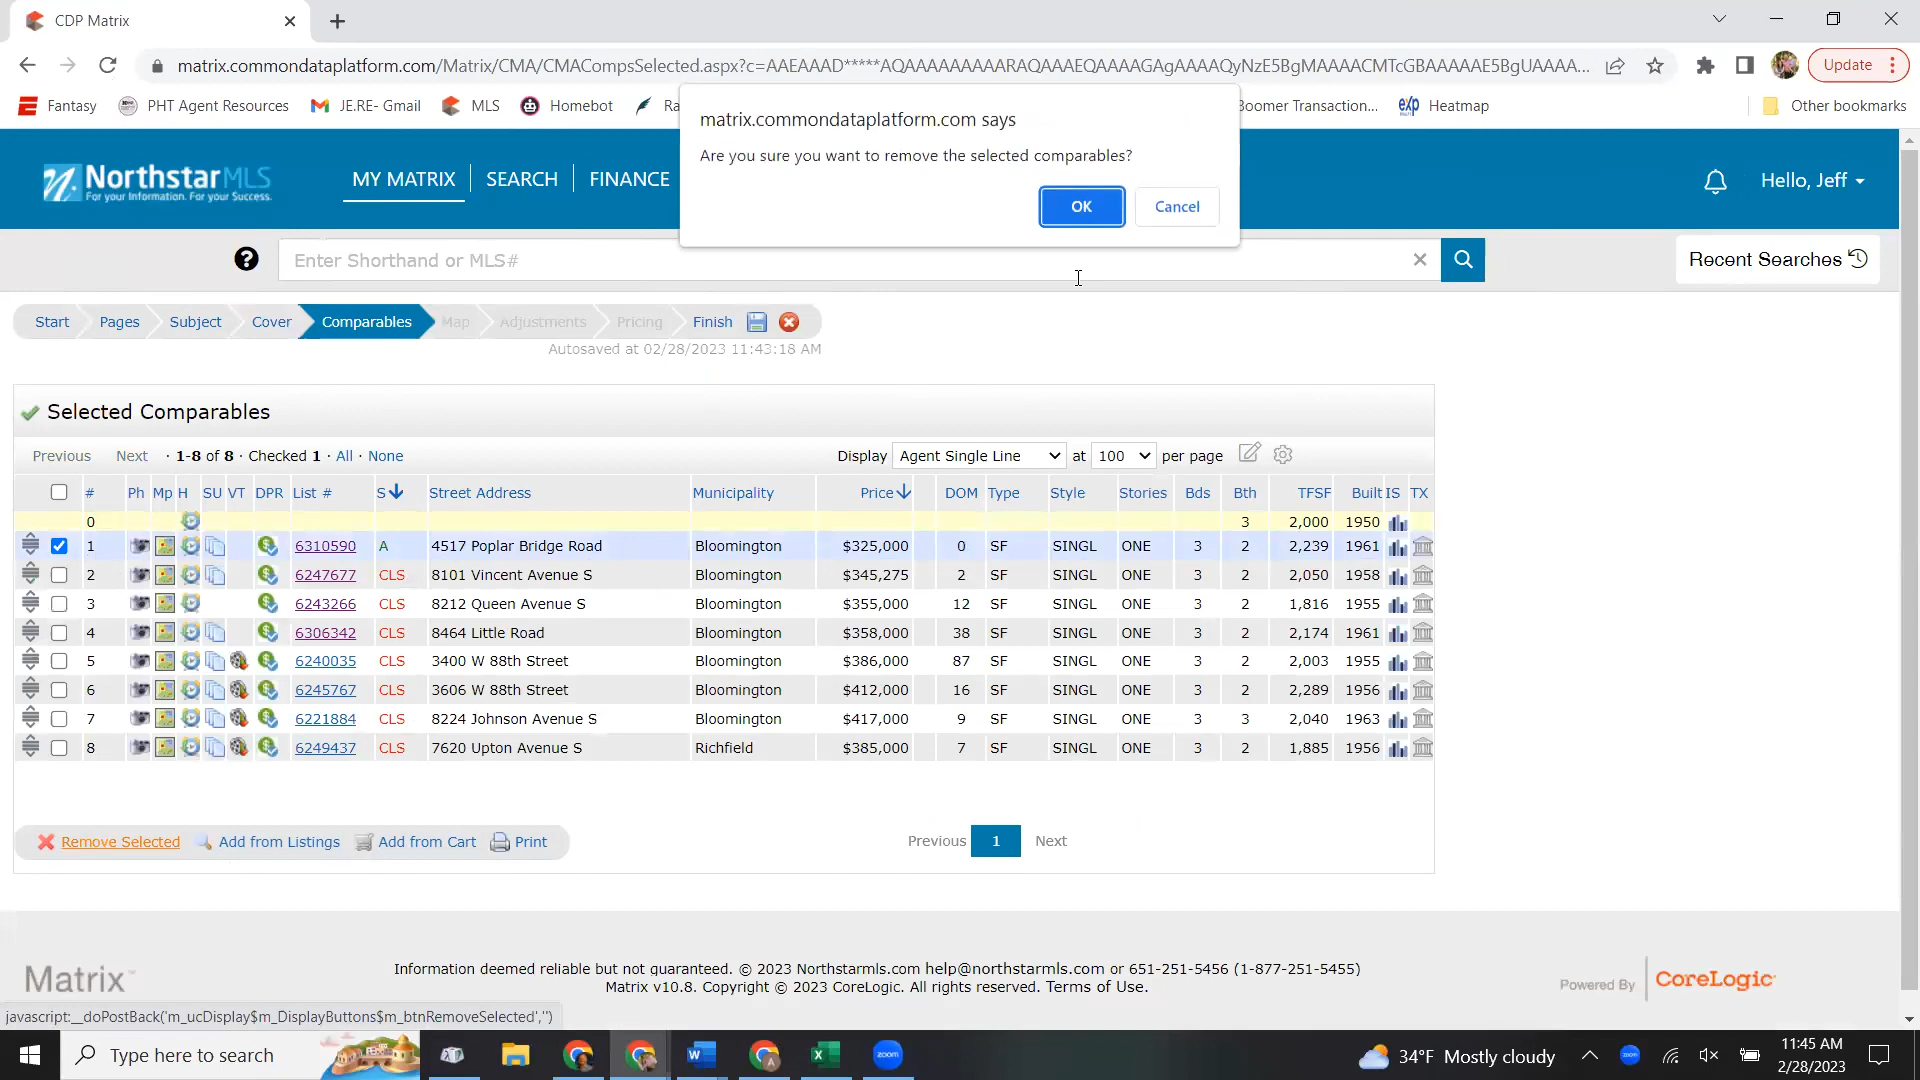 CDP Matrix
matrix.commondataplatform.com/Matrix/CMA/CMACompsSelected.aspx?c=AAEAAAD*****AQAAAAAAAAARAQAAAEQAAAAGAgAAAAQyNzE5BgMAAAACMTcGBAAAAAE5BgUAAAA...
Update
Fantasy PHT Agent Resources JE.RE- Gmail MLS Homebot Ra Boomer Transaction... exp Heatmap Other bookmarks
matrix.commondataplatform.com says
Are you sure you want to remove the selected comparables?
OK Cancel
NorthstarMLS
For your Information. For your Success.
MY MATRIX SEARCH FINANCE Hello, Jeff
? Enter Shorthand or MLS# Recent Searches
Start Pages Subject Cover Comparables Map Adjustments Pricing Finish
Autosaved at 02/28/2023 11:43:18 AM
Selected Comparables
Previous Next · 1-8 of 8 · Checked 1 · All · None Display Agent Single Line at 100 per page
# Ph Mp H SU VT DPR List # S Street Address Municipality Price DOM Type Style Stories Bds Bth TFSF Built IS TX
0 3 2,000 1950
1 6310590 A 4517 Poplar Bridge Road Bloomington $325,000 0 SF SINGL ONE 3 2 2,239 1961
2 6247677 CLS 8101 Vincent Avenue S Bloomington $345,275 2 SF SINGL ONE 3 2 2,050 1958
3 6243266 CLS 8212 Queen Avenue S Bloomington $355,000 12 SF SINGL ONE 3 2 1,816 1955
4 6306342 CLS 8464 Little Road Bloomington $358,000 38 SF SINGL ONE 3 2 2,174 1961
5 6240035 CLS 3400 W 88th Street Bloomington $386,000 87 SF SINGL ONE 3 2 2,003 1955
6 6245767 CLS 3606 W 88th Street Bloomington $412,000 16 SF SINGL ONE 3 2 2,289 1956
7 6221884 CLS 8224 Johnson Avenue S Bloomington $417,000 9 SF SINGL ONE 3 3 2,040 1963
8 6249437 CLS 7620 Upton Avenue S Richfield $385,000 7 SF SINGL ONE 3 2 1,885 1956
Remove Selected Add from Listings Add from Cart Print Previous 1 Next
Matrix™ Information deemed reliable but not guaranteed. © 2023 Northstarmls.com help@northstarmls.com or 651-251-5456 (1-877-251-5455)
Matrix v10.8. Copyright © 2023 CoreLogic. All rights reserved. Terms of Use.
Powered By CoreLogic
javascript:__doPostBack('m_ucDisplay$m_DisplayButtons$m_btnRemoveSelected','')
Type here to search zoom 34°F Mostly cloudy zoom 11:45 AM
2/28/2023